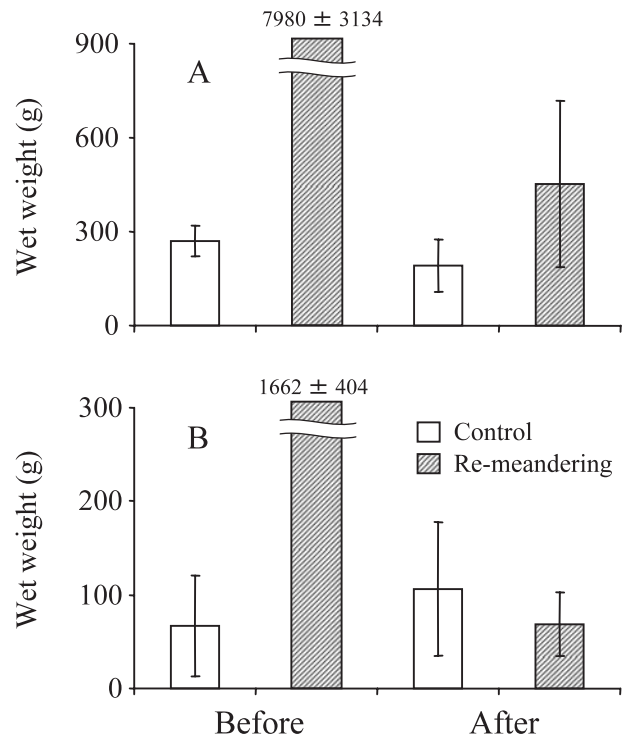 7980 ± 3134
900
A
600
300
0
Wet weight (g)
1662 ± 404
300
B
Control
Re-meandering
200
100
0
Wet weight (g)
Before
After